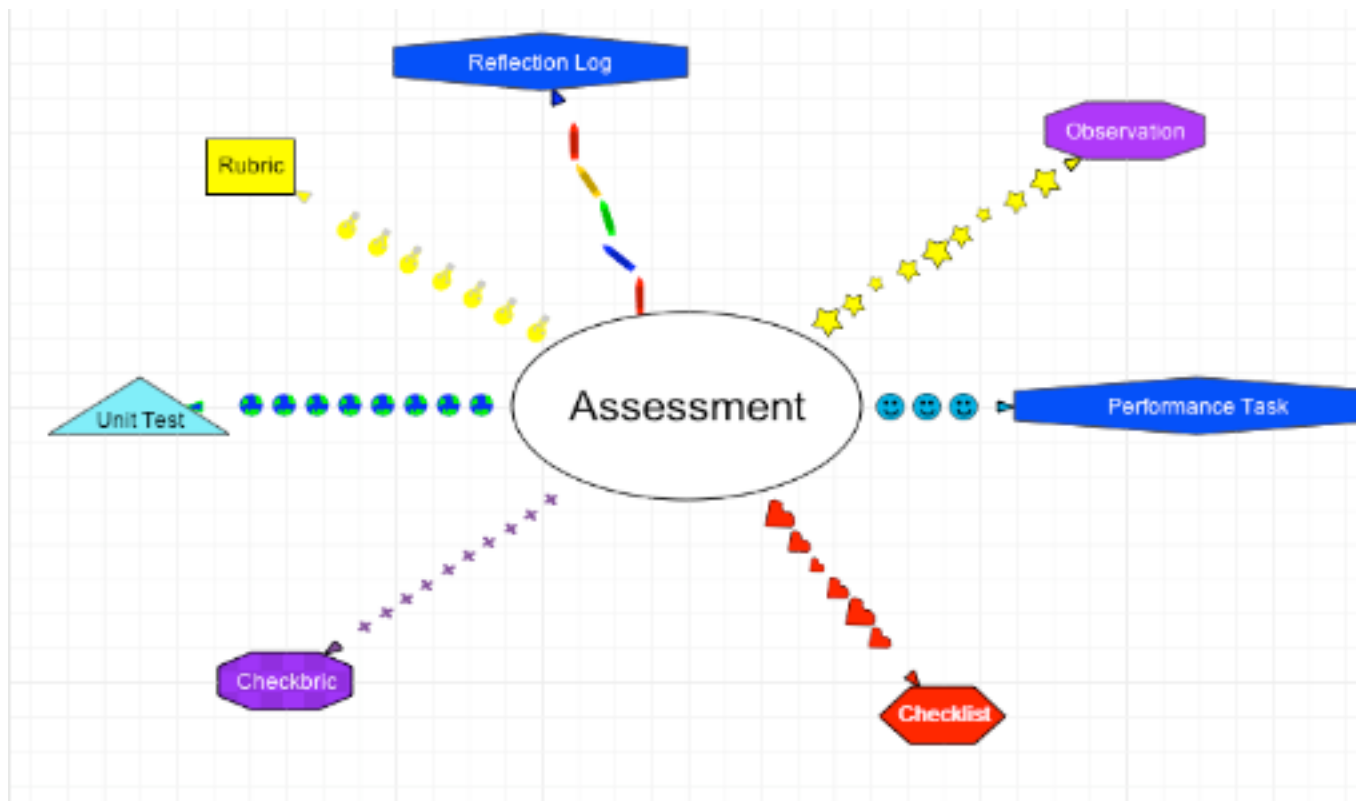 Reflection Log
Observation
Rubric
Assessment
Performance Task
Unit Test
Checkbric
Checklist